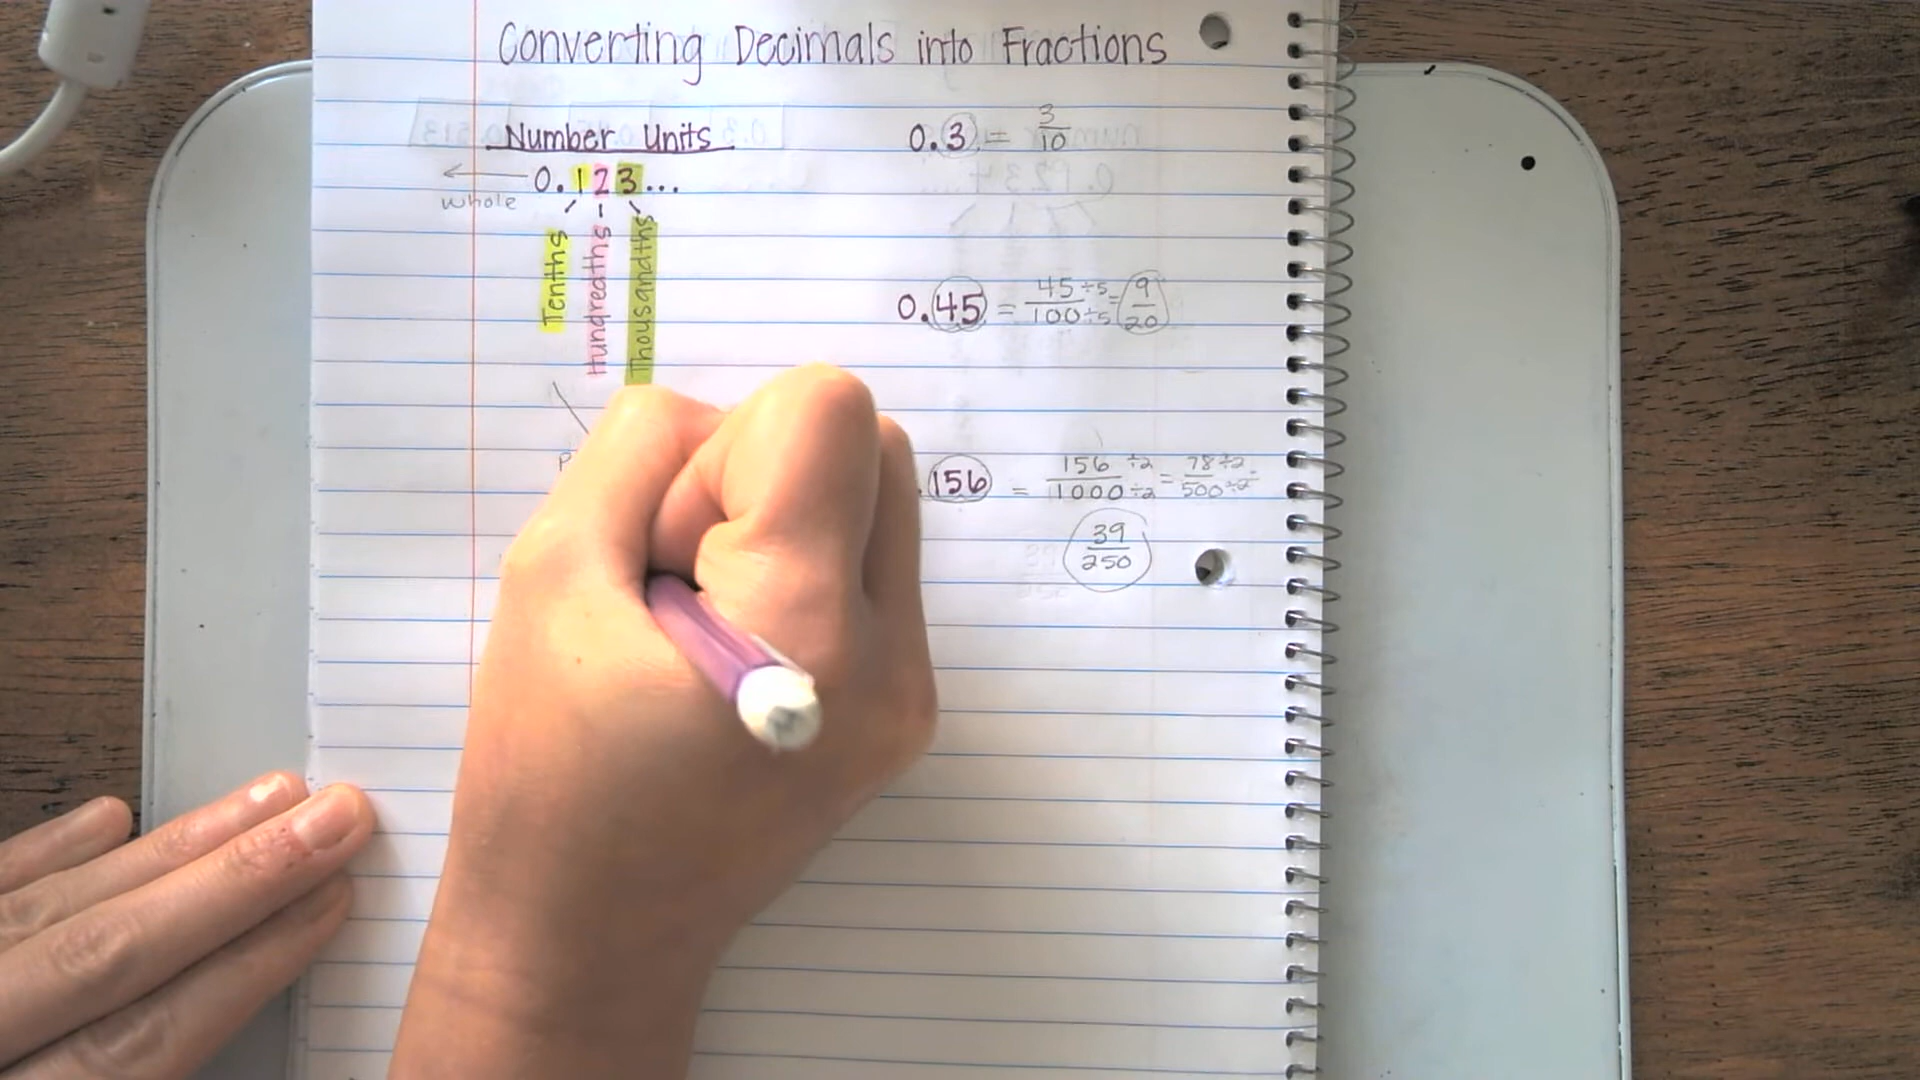 Converting Decimals into Fractions
Number Units
0.123...
whole
Tenths
Hundredths
Thousandths
0.3 = 3/10
0.45 = 45÷5/100÷5 = 9/20
.156 = 156÷2/1000÷2 = 78÷2/500÷2 =
39/250